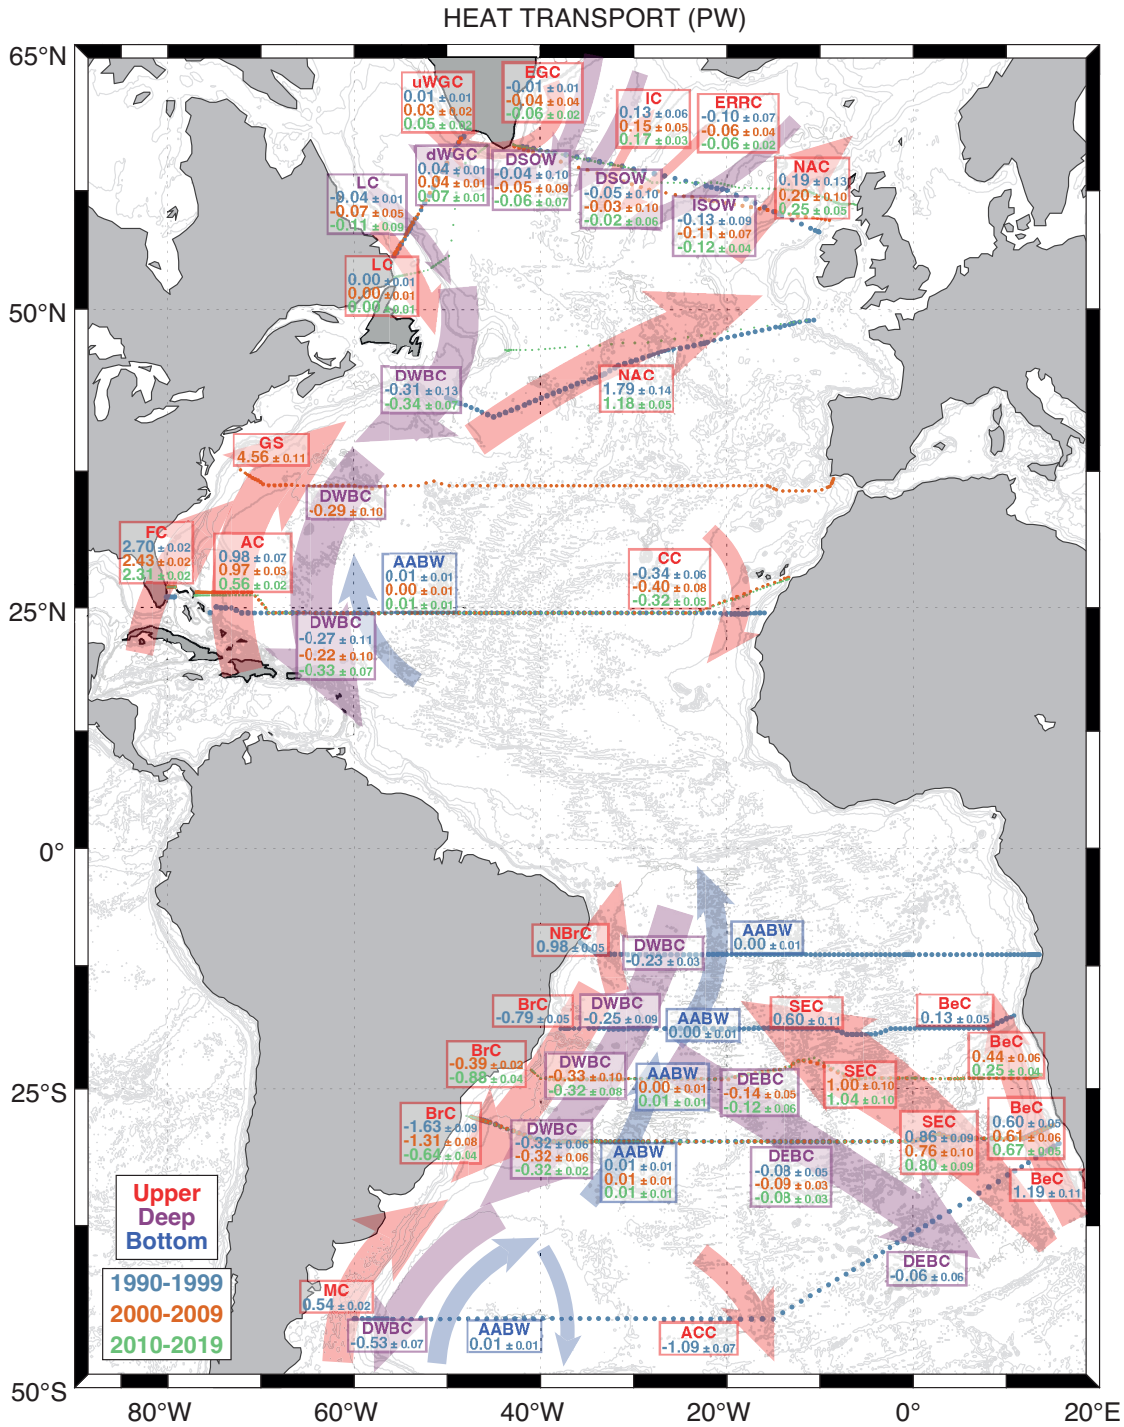 HEAT TRANSPORT (PW)
65°N
50°N
25°N
0°
25°S
50°S
uWGC
0.01 ± 0.01
0.03 ± 0.02
0.05 ± 0.02
EGC
-0.01 ± 0.01
-0.04 ± 0.04
-0.06 ± 0.02
IC
0.13 ± 0.06
0.15 ± 0.05
0.17 ± 0.03
ERRC
-0.10 ± 0.07
-0.06 ± 0.04
-0.06 ± 0.02
dWGC
0.04 ± 0.01
0.04 ± 0.01
0.07 ± 0.01
DSOW
-0.04 ± 0.10
-0.05 ± 0.09
-0.06 ± 0.07
DSOW
-0.05 ± 0.10
-0.03 ± 0.10
-0.02 ± 0.06
NAC
0.19 ± 0.13
0.20 ± 0.10
0.25 ± 0.05
LC
-0.04 ± 0.01
-0.07 ± 0.05
-0.11 ± 0.09
ISOW
-0.13 ± 0.09
-0.11 ± 0.07
-0.12 ± 0.04
LC
0.00 ± 0.01
0.00 ± 0.01
0.00 ± 0.01
DWBC
-0.31 ± 0.13
-0.34 ± 0.07
NAC
1.79 ± 0.14
1.18 ± 0.05
GS
4.56 ± 0.11
DWBC
-0.29 ± 0.10
FC
2.70 ± 0.02
2.43 ± 0.02
2.31 ± 0.02
AC
0.98 ± 0.07
0.97 ± 0.03
0.56 ± 0.02
AABW
0.01 ± 0.01
0.00 ± 0.01
0.01 ± 0.01
CC
-0.34 ± 0.06
-0.40 ± 0.08
-0.32 ± 0.05
DWBC
-0.27 ± 0.11
-0.22 ± 0.10
-0.33 ± 0.07
NBrC
0.98 ± 0.05
DWBC
-0.23 ± 0.03
AABW
0.00 ± 0.01
BrC
-0.79 ± 0.05
DWBC
-0.25 ± 0.09
AABW
0.00 ± 0.01
SEC
0.60 ± 0.11
BeC
0.13 ± 0.05
BrC
-0.39 ± 0.02
-0.88 ± 0.04
DWBC
-0.33 ± 0.10
-0.32 ± 0.08
AABW
0.00 ± 0.01
0.01 ± 0.01
DEBC
-0.14 ± 0.05
-0.12 ± 0.06
SEC
1.00 ± 0.10
1.04 ± 0.10
BeC
0.44 ± 0.06
0.25 ± 0.04
BrC
-1.63 ± 0.09
-1.31 ± 0.08
-0.64 ± 0.04
DWBC
-0.32 ± 0.06
-0.32 ± 0.06
-0.32 ± 0.02
AABW
0.01 ± 0.01
0.01 ± 0.01
0.01 ± 0.01
DEBC
-0.08 ± 0.05
-0.09 ± 0.03
-0.08 ± 0.03
SEC
0.86 ± 0.09
0.76 ± 0.10
0.80 ± 0.09
BeC
0.60 ± 0.05
0.61 ± 0.06
0.67 ± 0.05
BeC
1.19 ± 0.11
DEBC
-0.06 ± 0.06
MC
0.54 ± 0.02
DWBC
-0.53 ± 0.07
AABW
0.01 ± 0.01
ACC
-1.09 ± 0.07
Upper
Deep
Bottom
1990-1999
2000-2009
2010-2019
80°W
60°W
40°W
20°W
0°
20°E